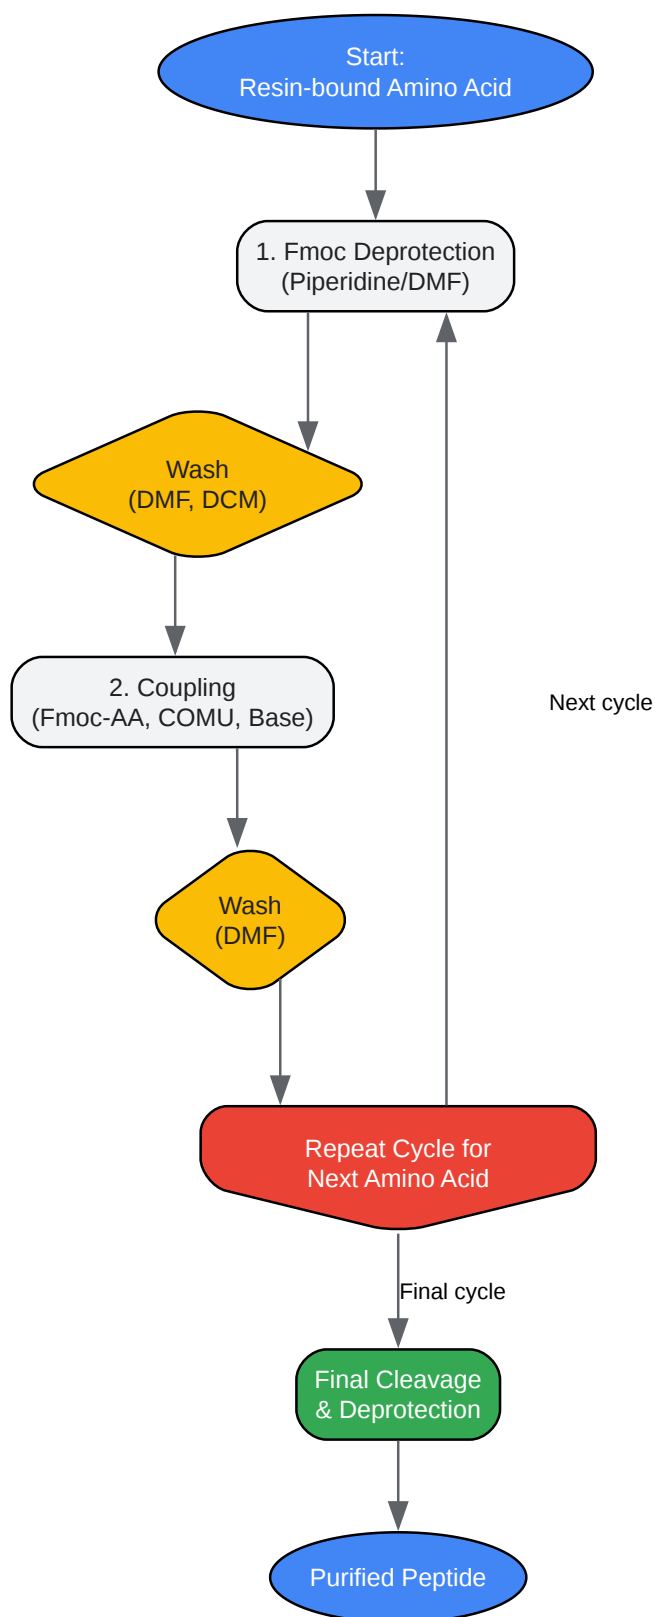 Start:
Resin-bound Amino Acid
1. Fmoc Deprotection
(Piperidine/DMF)
Wash
(DMF, DCM)
2. Coupling
(Fmoc-AA, COMU, Base)
Next cycle
Wash
(DMF)
Repeat Cycle for
Next Amino Acid
Final cycle
Final Cleavage
& Deprotection
Purified Peptide